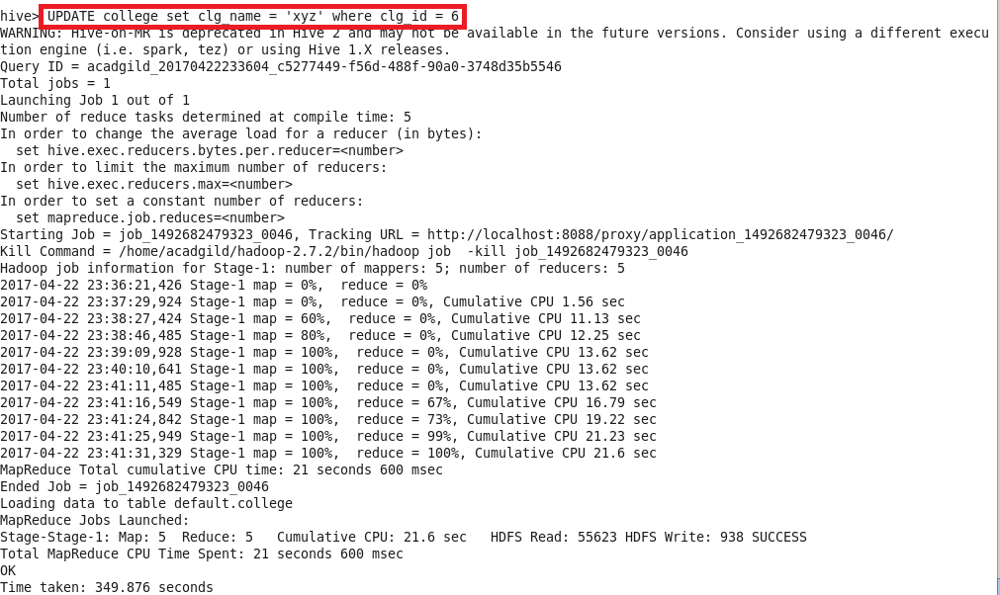 hive> UPDATE college set clg_name = 'xyz' where clg_id = 6
WARNING: Hive-on-MR is deprecated in Hive 2 and may not be available in the future versions. Consider using a different execu
tion engine (i.e. spark, tez) or using Hive 1.X releases.
Query ID = acadgild_20170422233604_c5277449-f56d-488f-90a0-3748d35b5546
Total jobs = 1
Launching Job 1 out of 1
Number of reduce tasks determined at compile time: 5
In order to change the average load for a reducer (in bytes):
  set hive.exec.reducers.bytes.per.reducer=<number>
In order to limit the maximum number of reducers:
  set hive.exec.reducers.max=<number>
In order to set a constant number of reducers:
  set mapreduce.job.reduces=<number>
Starting Job = job_1492682479323_0046, Tracking URL = http://localhost:8088/proxy/application_1492682479323_0046/
Kill Command = /home/acadgild/hadoop-2.7.2/bin/hadoop job  -kill job_1492682479323_0046
Hadoop job information for Stage-1: number of mappers: 5; number of reducers: 5
2017-04-22 23:36:21,426 Stage-1 map = 0%,  reduce = 0%
2017-04-22 23:37:29,924 Stage-1 map = 0%,  reduce = 0%, Cumulative CPU 1.56 sec
2017-04-22 23:38:27,424 Stage-1 map = 60%,  reduce = 0%, Cumulative CPU 11.13 sec
2017-04-22 23:38:46,485 Stage-1 map = 80%,  reduce = 0%, Cumulative CPU 12.25 sec
2017-04-22 23:39:09,928 Stage-1 map = 100%,  reduce = 0%, Cumulative CPU 13.62 sec
2017-04-22 23:40:10,641 Stage-1 map = 100%,  reduce = 0%, Cumulative CPU 13.62 sec
2017-04-22 23:41:11,485 Stage-1 map = 100%,  reduce = 0%, Cumulative CPU 13.62 sec
2017-04-22 23:41:16,549 Stage-1 map = 100%,  reduce = 67%, Cumulative CPU 16.79 sec
2017-04-22 23:41:24,842 Stage-1 map = 100%,  reduce = 73%, Cumulative CPU 19.22 sec
2017-04-22 23:41:25,949 Stage-1 map = 100%,  reduce = 99%, Cumulative CPU 21.23 sec
2017-04-22 23:41:31,329 Stage-1 map = 100%,  reduce = 100%, Cumulative CPU 21.6 sec
MapReduce Total cumulative CPU time: 21 seconds 600 msec
Ended Job = job_1492682479323_0046
Loading data to table default.college
MapReduce Jobs Launched:
Stage-Stage-1: Map: 5  Reduce: 5   Cumulative CPU: 21.6 sec   HDFS Read: 55623 HDFS Write: 938 SUCCESS
Total MapReduce CPU Time Spent: 21 seconds 600 msec
OK
Time taken: 349.876 seconds